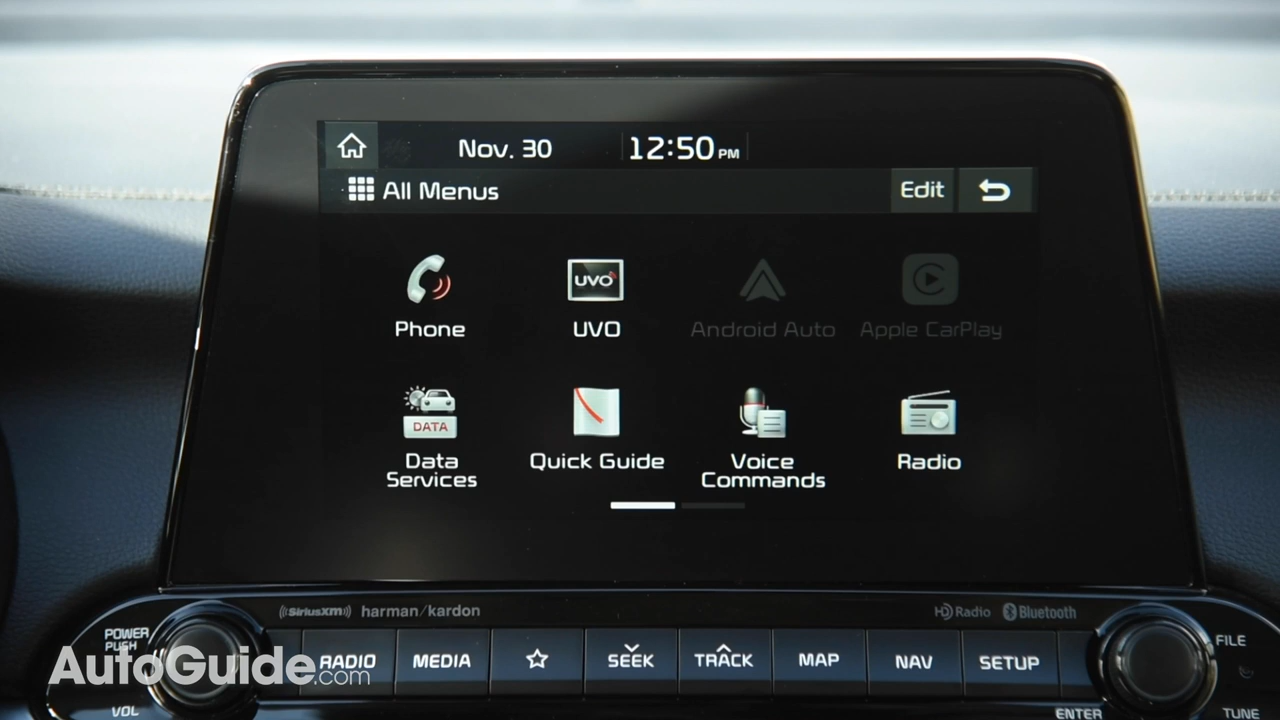 Nov. 30 12:50 PM
All Menus Edit
UVO
Phone UVO Android Auto Apple CarPlay
DATA
Data Services Quick Guide Voice Commands Radio
((SiriusXM)) harman/kardon HD Radio Bluetooth
POWER PUSH
RADIO MEDIA SEEK TRACK MAP NAV SETUP
FILE
AutoGuide.com
VOL ENTER TUNE